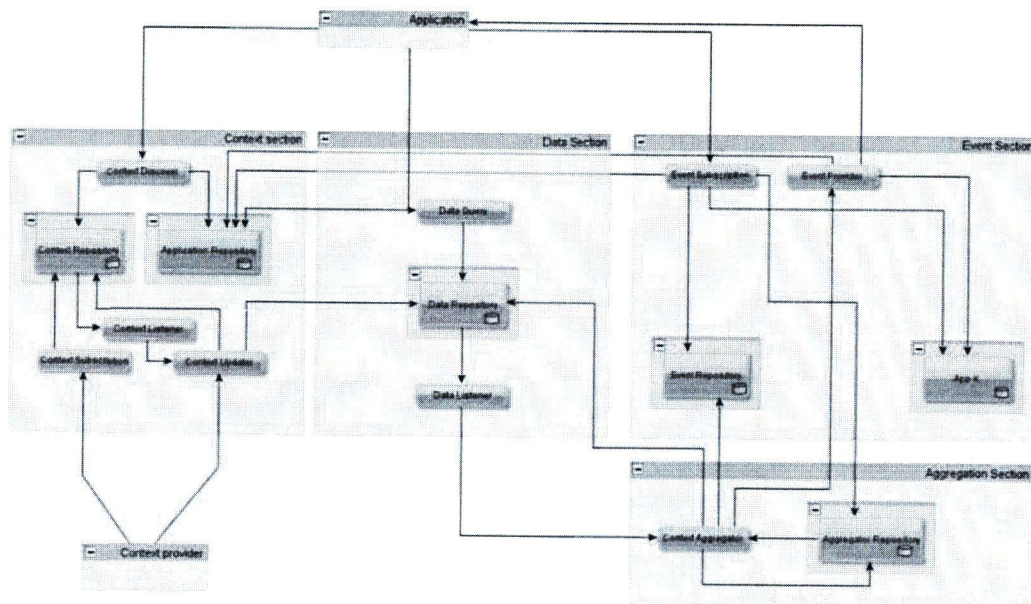 Application
Context section
Data Section
Event Section
Context Discover
Event Subscription
Event Provider
Data Query
Context Repository
Application Repository
Data Repository
Context Listener
Context Subscription
Context Updater
Event Repository
App X
Data Listener
Aggregation Section
Context Aggregator
Aggregator Repository
Context provider